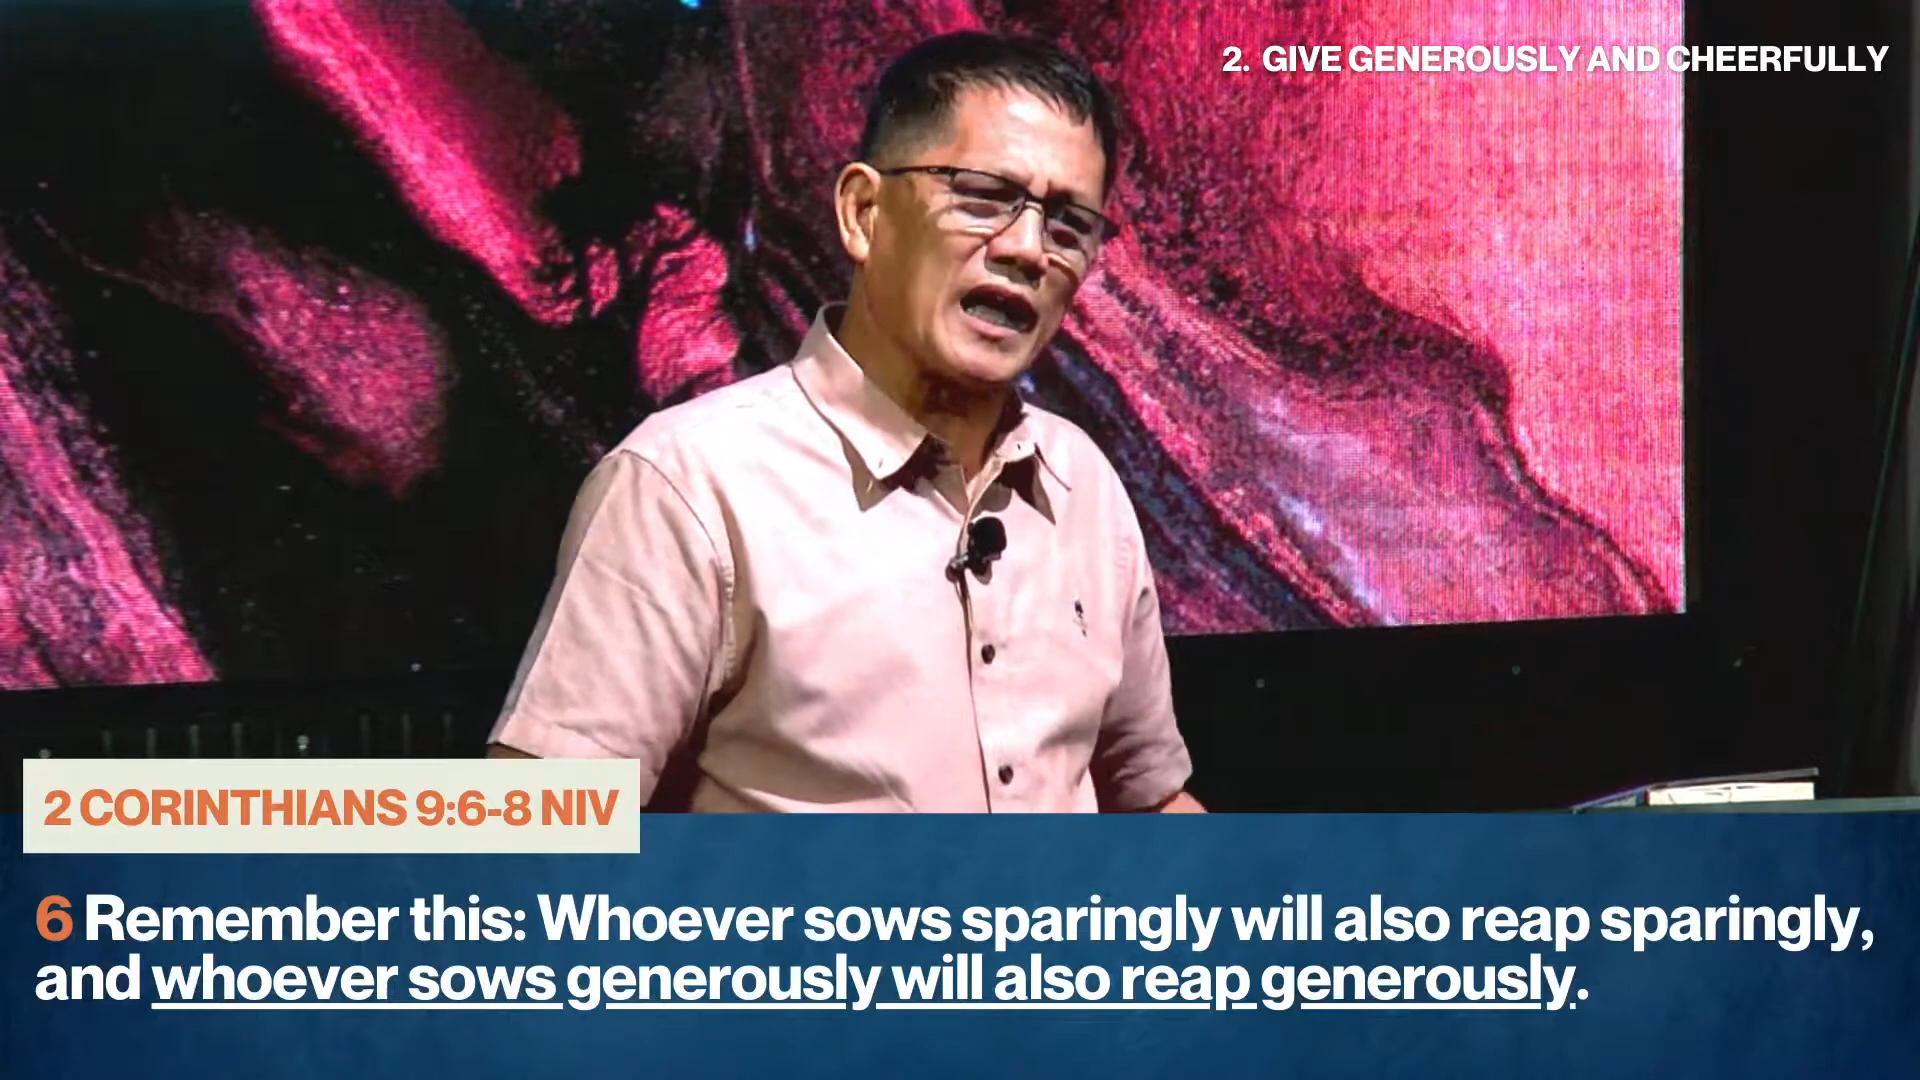 2. GIVE GENEROUSLY AND CHEERFULLY
2 CORINTHIANS 9:6-8 NIV
6 Remember this: Whoever sows sparingly will also reap sparingly,
and whoever sows generously will also reap generously.